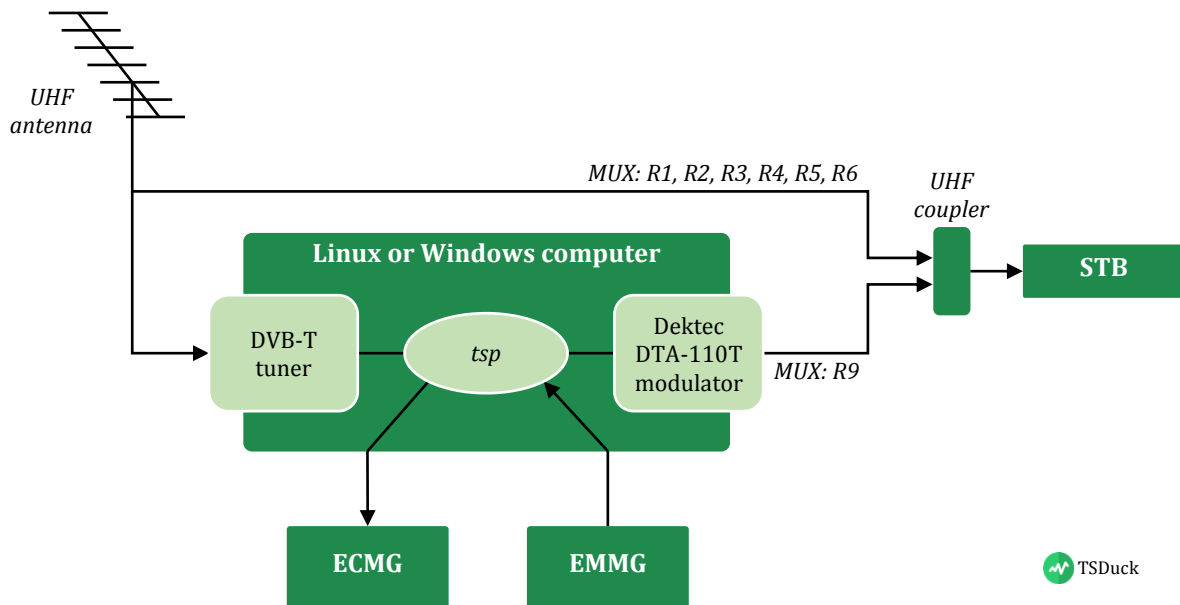 UHF
antenna
MUX: R1, R2, R3, R4, R5, R6
UHF
coupler
Linux or Windows computer
STB
DVB-T
tuner
tsp
Dektec
DTA-110T
modulator
MUX: R9
ECMG
EMMG
TSDuck